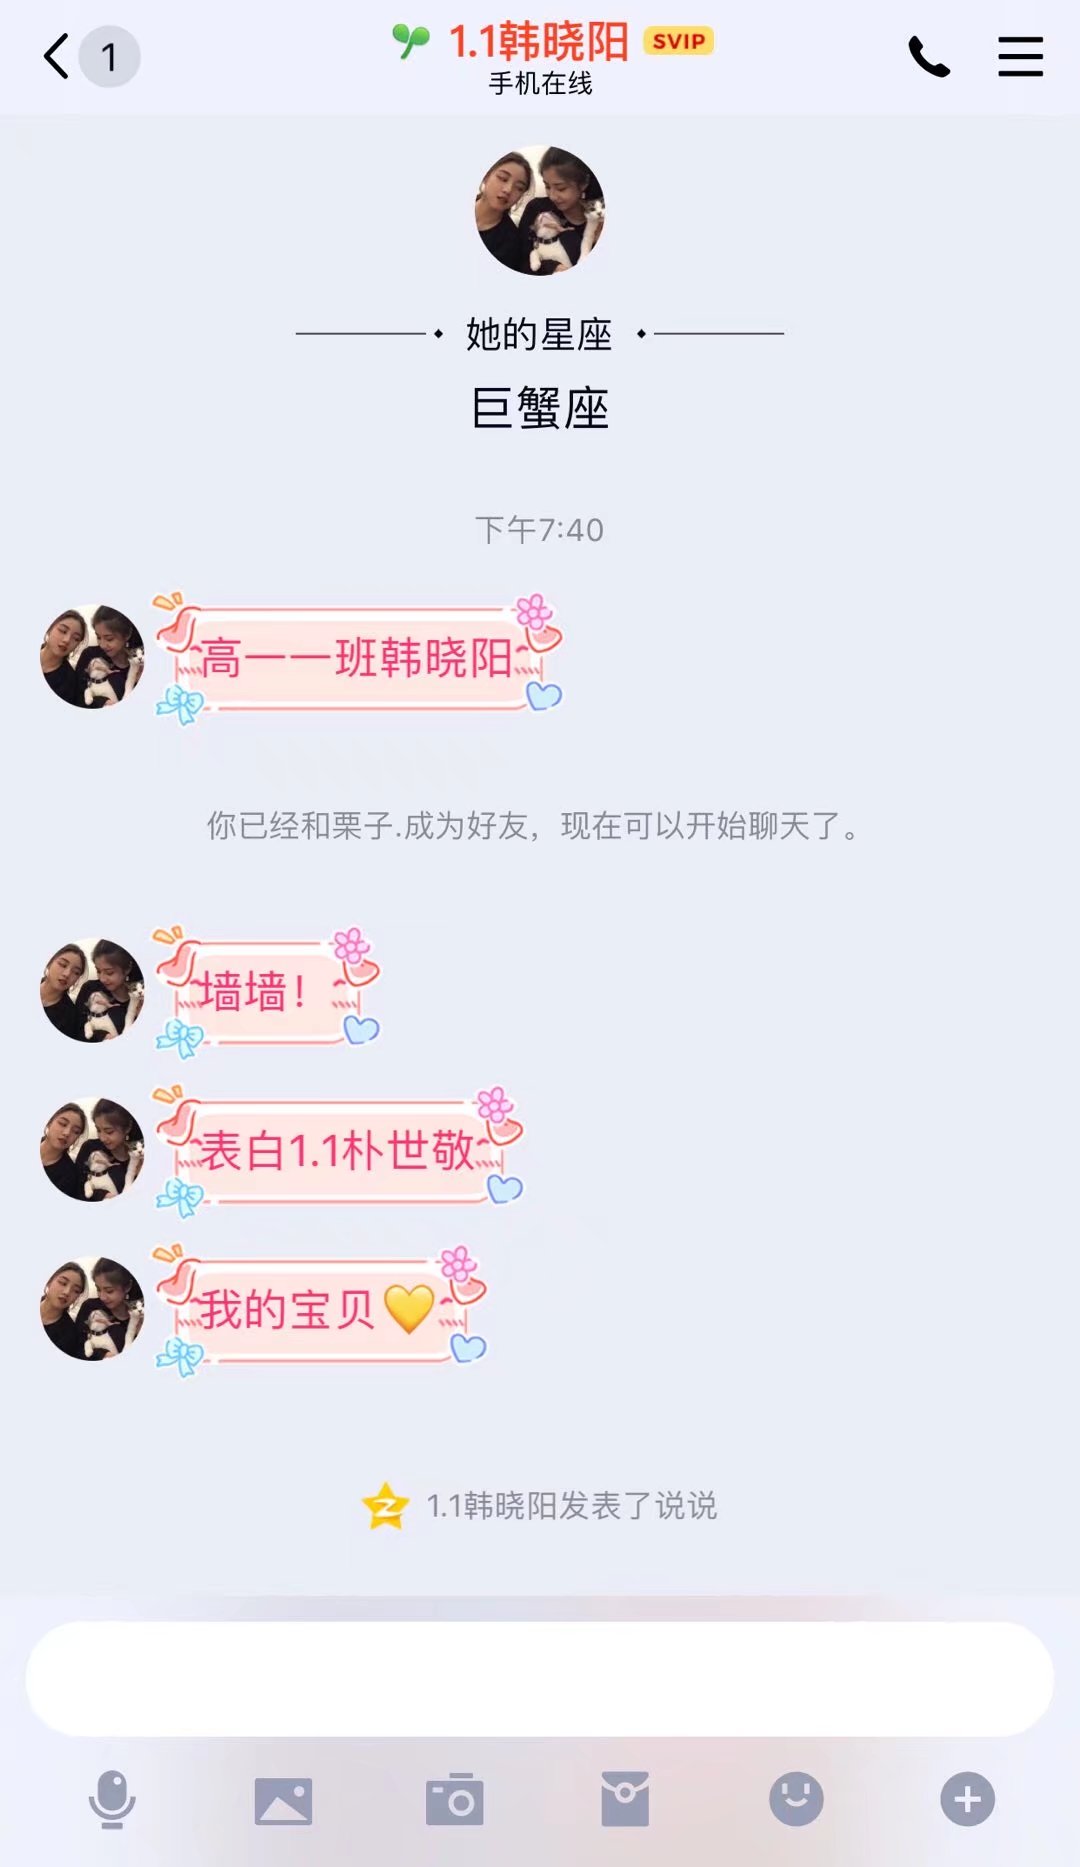 1
1.1韩晓阳 SVIP
手机在线
她的星座
巨蟹座
下午7:40
高一一班韩晓阳
你已经和栗子.成为好友，现在可以开始聊天了。
墙墙！
表白1.1朴世敬
我的宝贝💛
1.1韩晓阳发表了说说